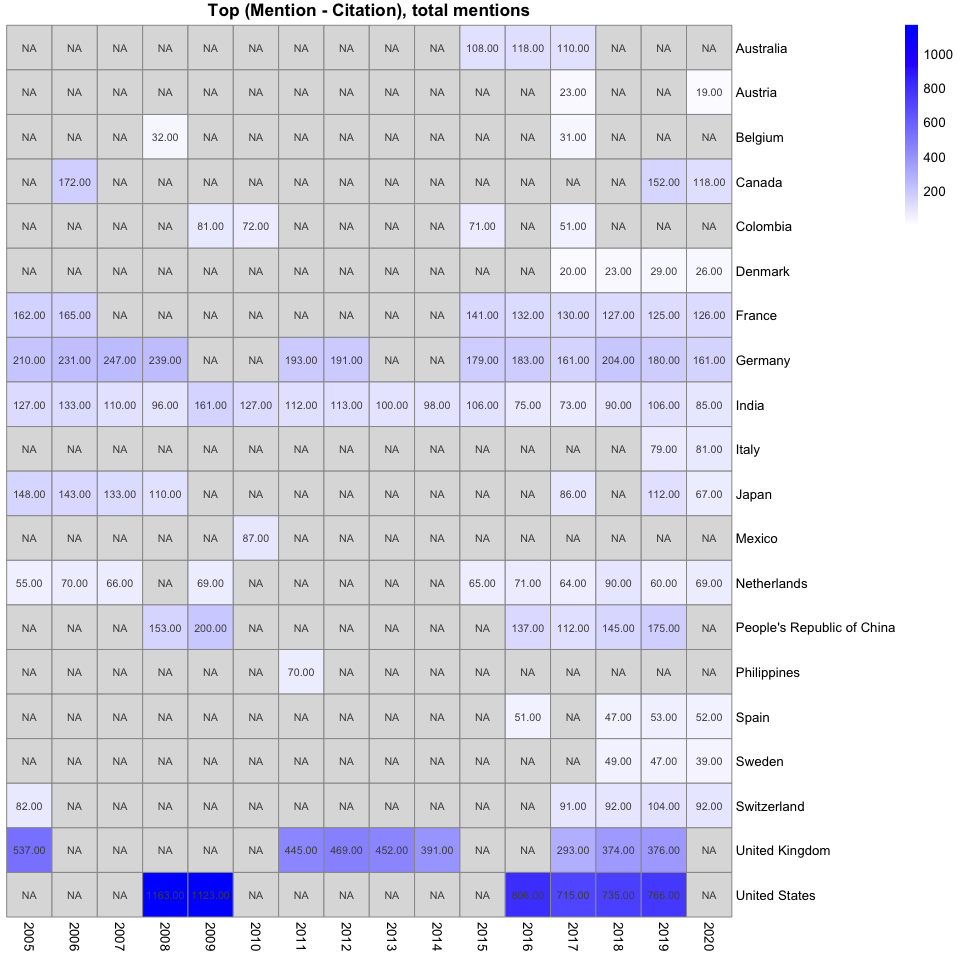 Top (Mention - Citation), total mentions
NA NA NA NA NA NA NA NA NA NA 108.00 118.00 110.00 NA NA NA Australia
NA NA NA NA NA NA NA NA NA NA NA NA 23.00 NA NA 19.00 Austria
NA NA NA 32.00 NA NA NA NA NA NA NA NA 31.00 NA NA NA Belgium
NA 172.00 NA NA NA NA NA NA NA NA NA NA NA NA 152.00 118.00 Canada
NA NA NA NA 81.00 72.00 NA NA NA NA 71.00 NA 51.00 NA NA NA Colombia
NA NA NA NA NA NA NA NA NA NA NA NA 20.00 23.00 29.00 26.00 Denmark
162.00 165.00 NA NA NA NA NA NA NA NA 141.00 132.00 130.00 127.00 125.00 126.00 France
210.00 231.00 247.00 239.00 NA NA 193.00 191.00 NA NA 179.00 183.00 161.00 204.00 180.00 161.00 Germany
127.00 133.00 110.00 96.00 161.00 127.00 112.00 113.00 100.00 98.00 106.00 75.00 73.00 90.00 106.00 85.00 India
NA NA NA NA NA NA NA NA NA NA NA NA NA NA 79.00 81.00 Italy
148.00 143.00 133.00 110.00 NA NA NA NA NA NA NA NA 86.00 NA 112.00 67.00 Japan
NA NA NA NA NA 87.00 NA NA NA NA NA NA NA NA NA NA Mexico
55.00 70.00 66.00 NA 69.00 NA NA NA NA NA 65.00 71.00 64.00 90.00 60.00 69.00 Netherlands
NA NA NA 153.00 200.00 NA NA NA NA NA NA 137.00 112.00 145.00 175.00 NA People's Republic of China
NA NA NA NA NA NA 70.00 NA NA NA NA NA NA NA NA NA Philippines
NA NA NA NA NA NA NA NA NA NA NA 51.00 NA 47.00 53.00 52.00 Spain
NA NA NA NA NA NA NA NA NA NA NA NA NA 49.00 47.00 39.00 Sweden
82.00 NA NA NA NA NA NA NA NA NA NA NA 91.00 92.00 104.00 92.00 Switzerland
537.00 NA NA NA NA NA 445.00 469.00 452.00 391.00 NA NA 293.00 374.00 376.00 NA United Kingdom
NA NA NA 1163.00 1123.00 NA NA NA NA NA NA 715.00 735.00 NA United States
2005 2006 2007 2008 2009 2010 2011 2012 2013 2014 2015 2016 2017 2018 2019 2020
1000
800
600
400
200